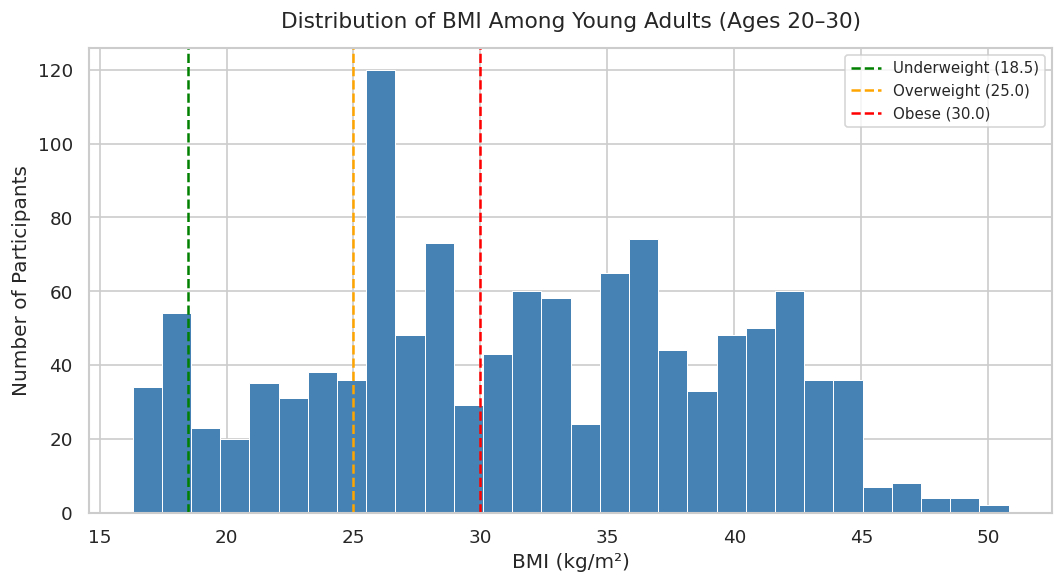 Distribution of BMI Among Young Adults (Ages 20–30)
Underweight (18.5)
Overweight (25.0)
Obese (30.0)
Number of Participants
120
100
80
60
40
20
0
15 20 25 30 35 40 45 50
BMI (kg/m²)